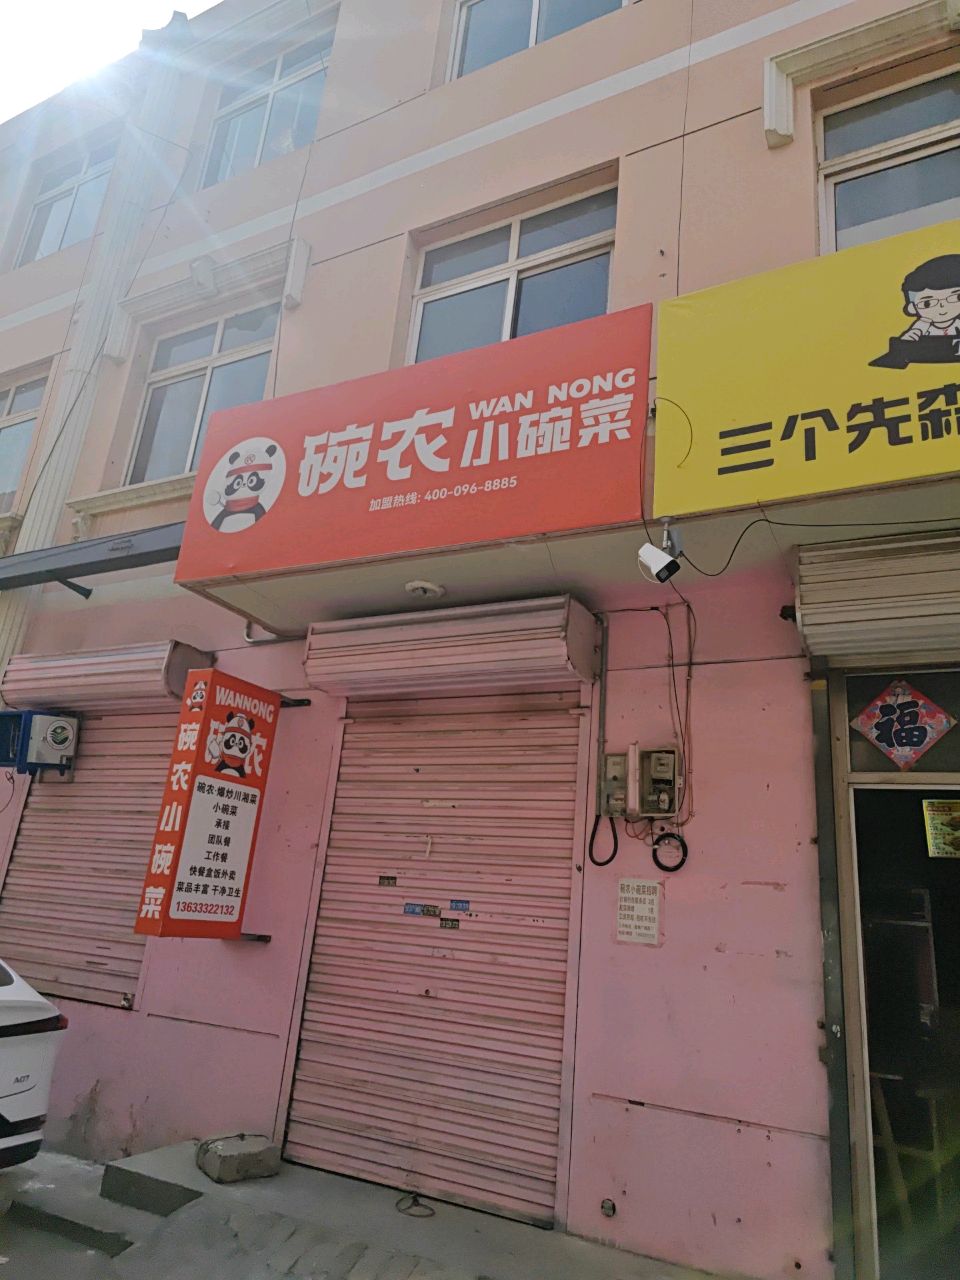 碗农
WAN NONG
小碗菜
加盟热线: 400-096-8885
三个先森
WANNONG
碗农
碗农小碗菜
碗农·爆炒川湘菜
小碗菜
承接
团队餐
工作餐
快餐盒饭外卖
菜品丰富 干净卫生
13633322132
福
碗农小碗菜招聘
A07